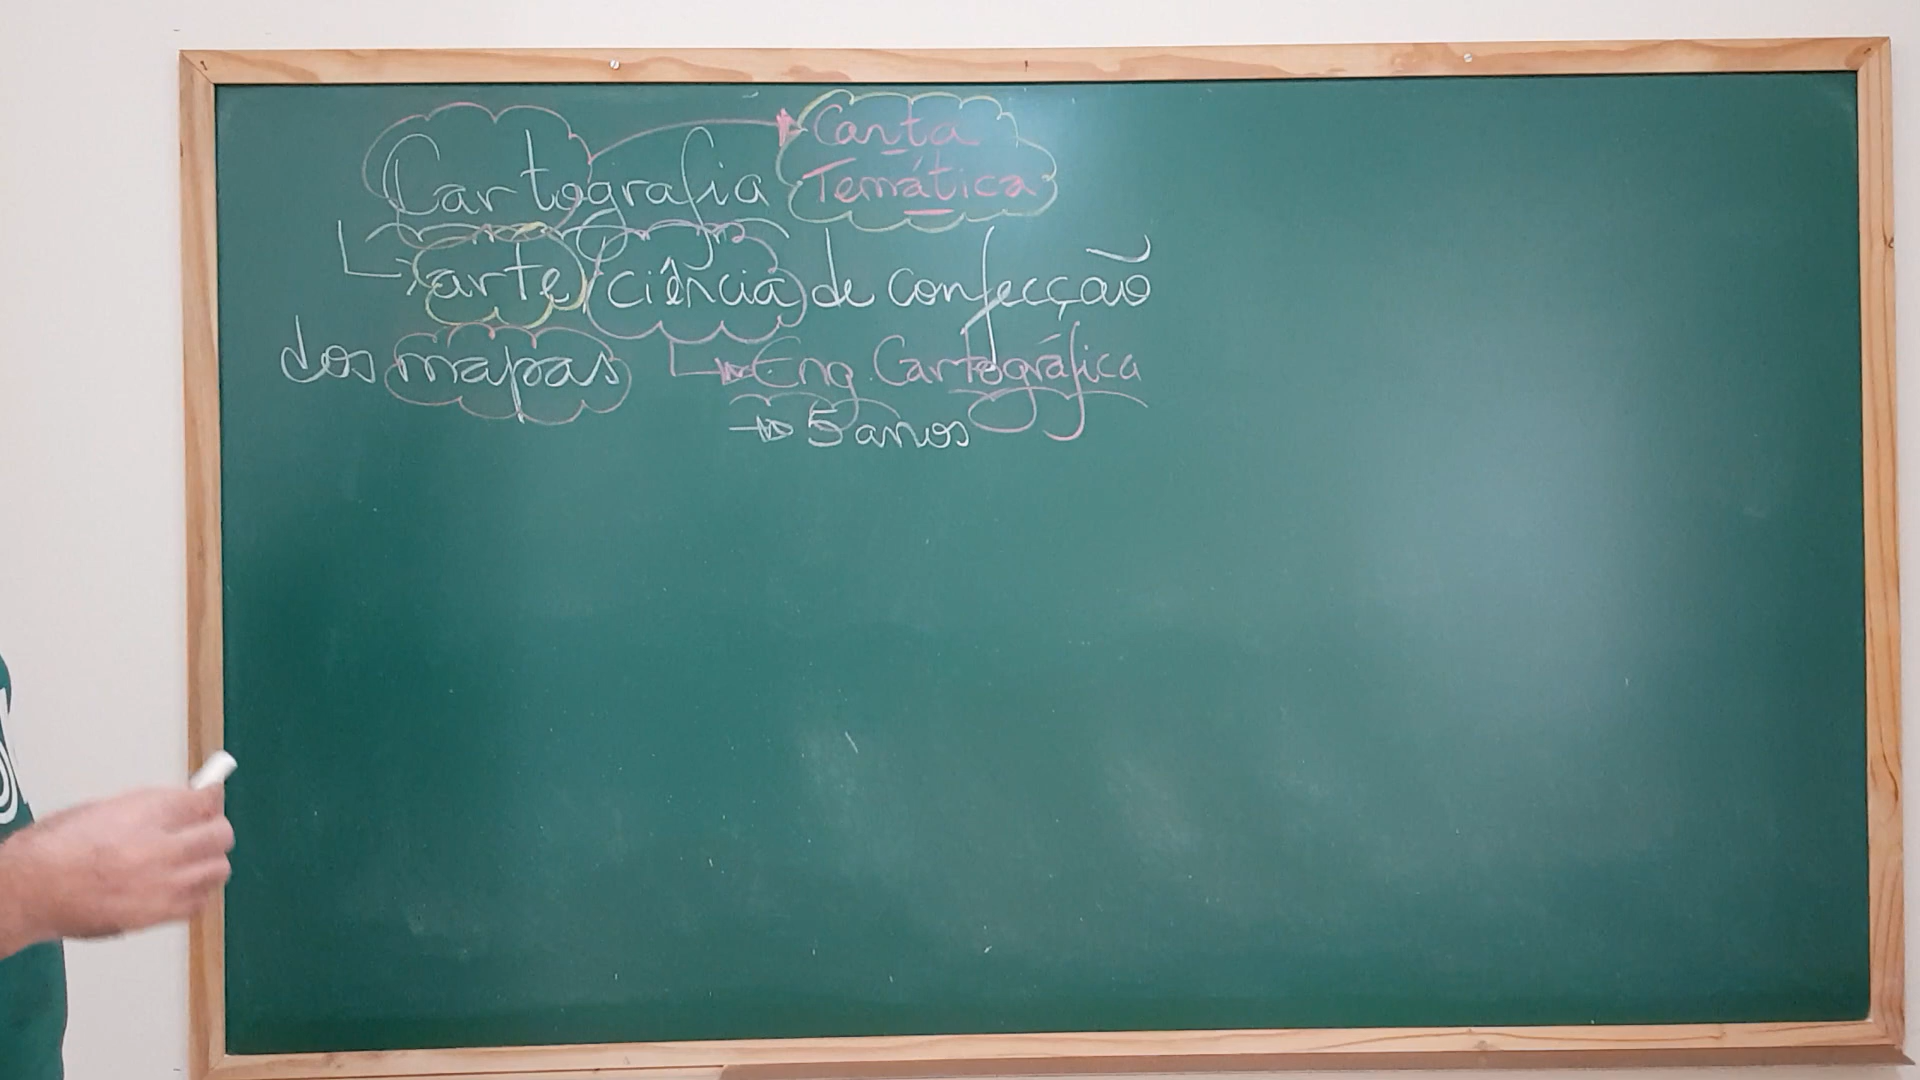 Cartografia
Carta
Temática
arte/ciência de confecção
dos mapas
Eng. Cartográfica
5 anos